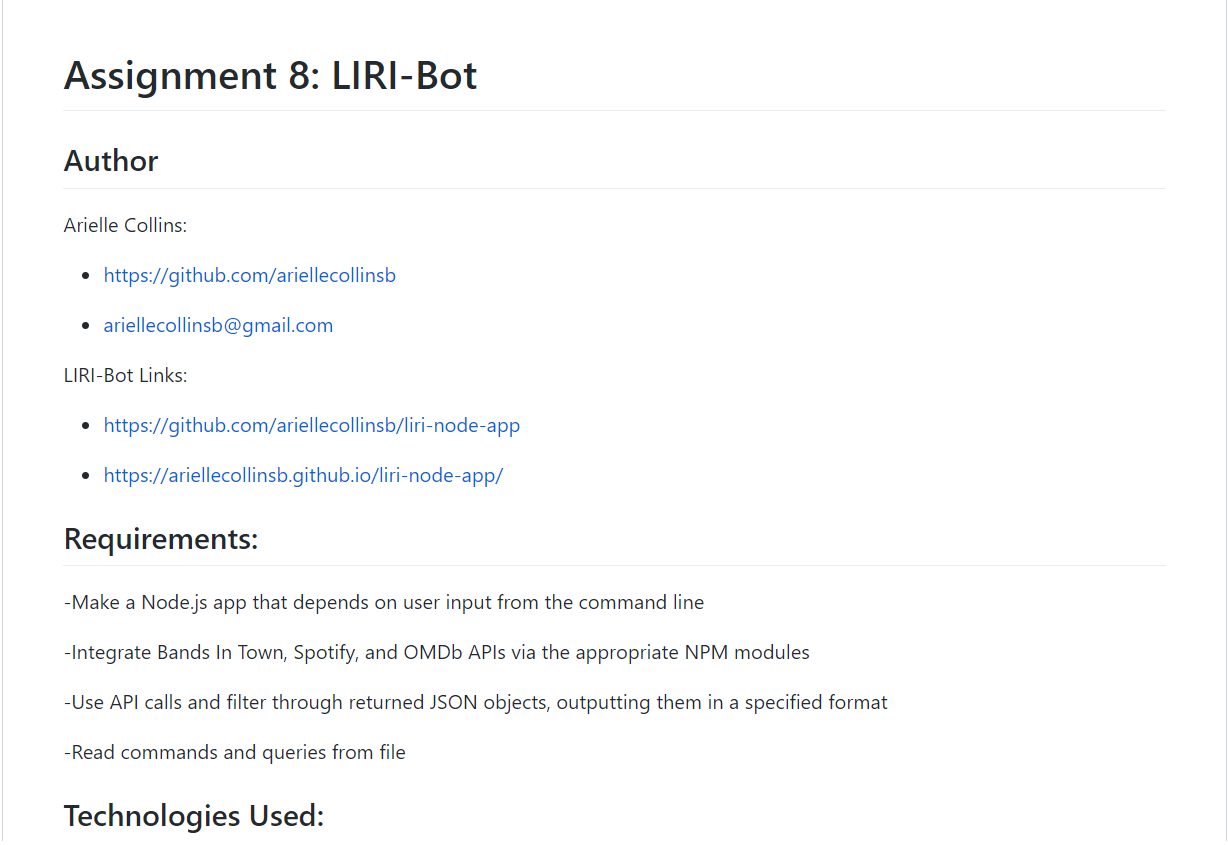 Assignment 8: LIRI-Bot
Author
Arielle Collins:
https://github.com/ariellecollinsb
ariellecollinsb@gmail.com
LIRI-Bot Links:
https://github.com/ariellecollinsb/liri-node-app
https://ariellecollinsb.github.io/liri-node-app/
Requirements:
-Make a Node.js app that depends on user input from the command line
-Integrate Bands In Town, Spotify, and OMDb APIs via the appropriate NPM modules
-Use API calls and filter through returned JSON objects, outputting them in a specified format
-Read commands and queries from file
Technologies Used: